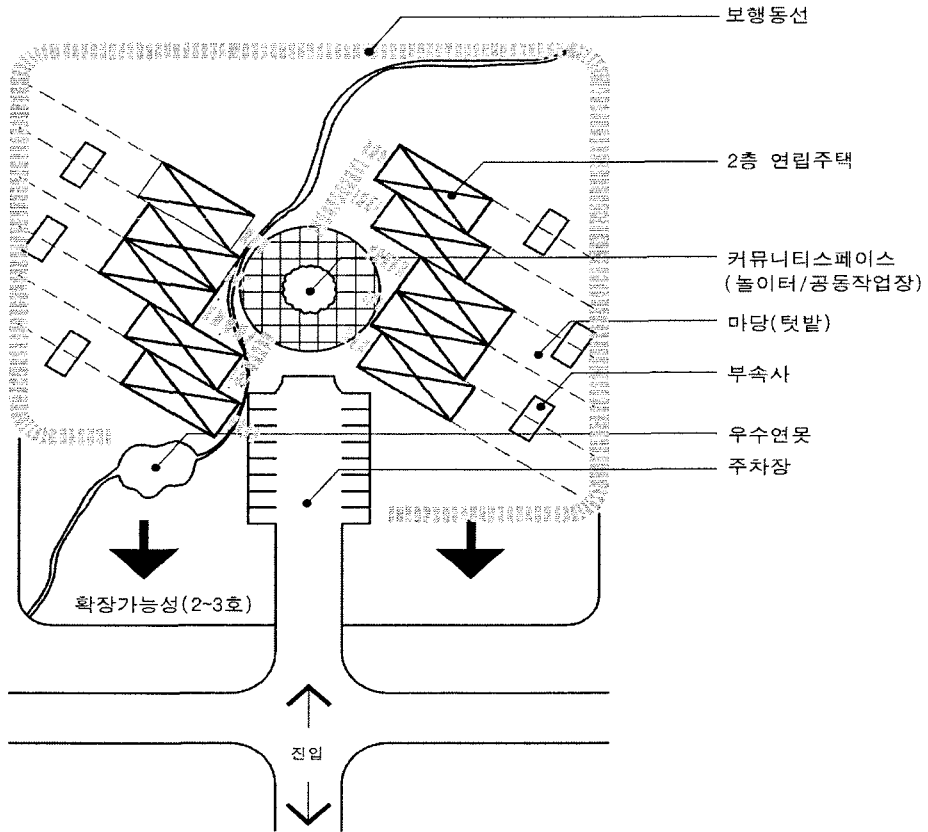 보행동선
2층 연립주택
커뮤니티스페이스
(놀이터/공동작업장)
마당(텃밭)
부속사
우수연못
주차장
확장가능성(2~3호)
진입